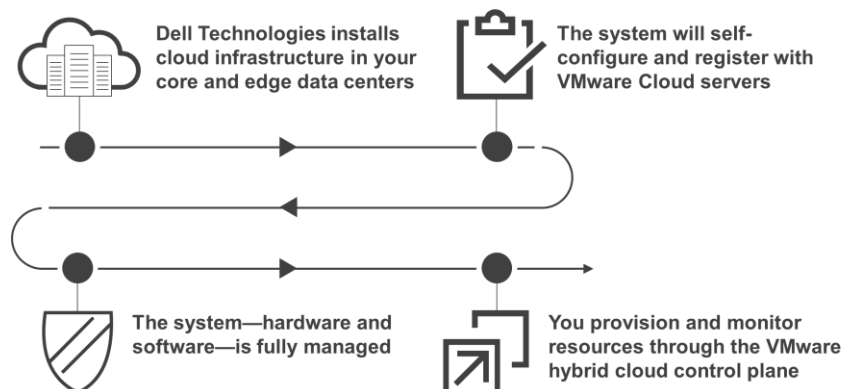 Dell Technologies installs
cloud infrastructure in your
core and edge data centers
The system will self-
configure and register with
VMware Cloud servers
The system—hardware and
software—is fully managed
You provision and monitor
resources through the VMware
hybrid cloud control plane